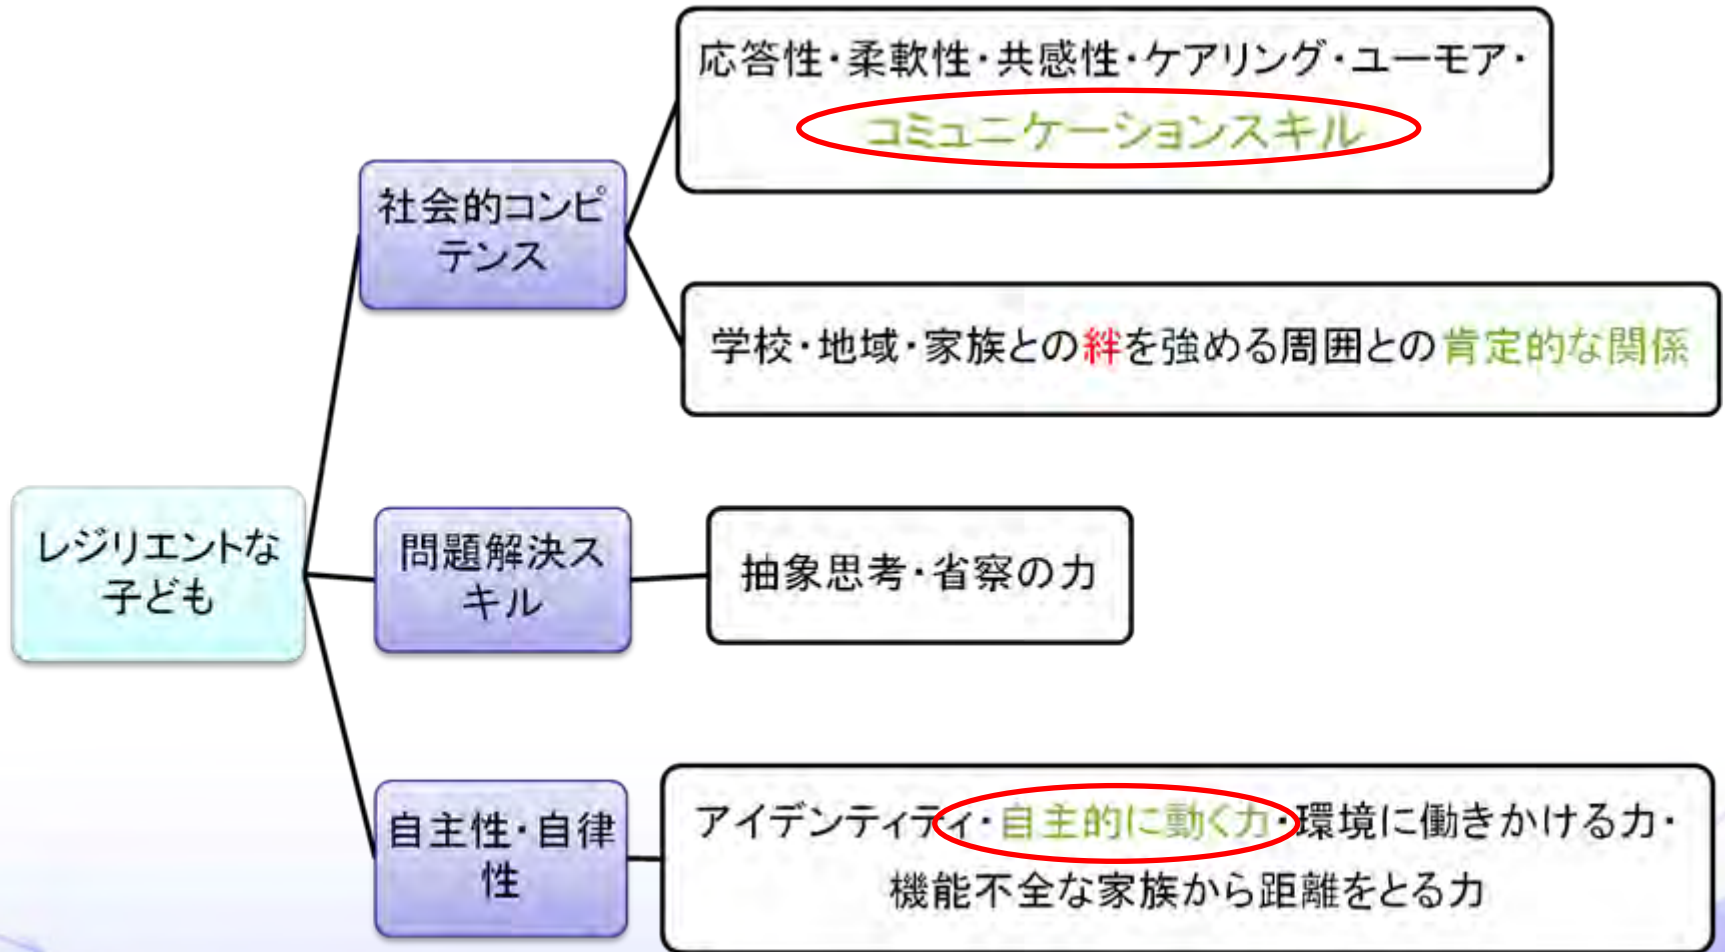 応答性・柔軟性・共感性・ケアリング・ユーモア・
コミュニケーションスキル
社会的コンピ
テンス
学校・地域・家族との絆を強める周囲との肯定的な関係
レジリエントな
子ども
問題解決ス
キル
抽象思考・省察の力
自主性・自律
性
アイデンティティ・自主的に動く力・環境に働きかける力・
機能不全な家族から距離をとる力